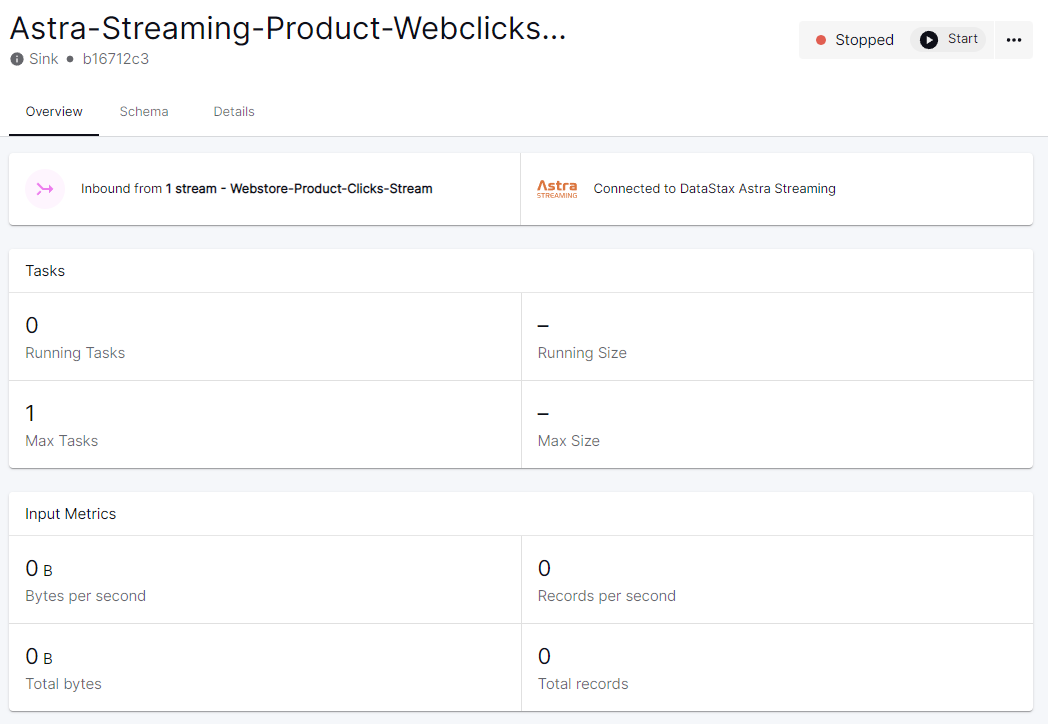 Astra-Streaming-Product-Webclicks...
Stopped
Start
Sink • b16712c3
Overview
Schema
Details
Inbound from 1 stream - Webstore-Product-Clicks-Stream
Astra
STREAMING
Connected to DataStax Astra Streaming
Tasks
0
Running Tasks
–
Running Size
1
Max Tasks
–
Max Size
Input Metrics
0 B
Bytes per second
0
Records per second
0 B
Total bytes
0
Total records